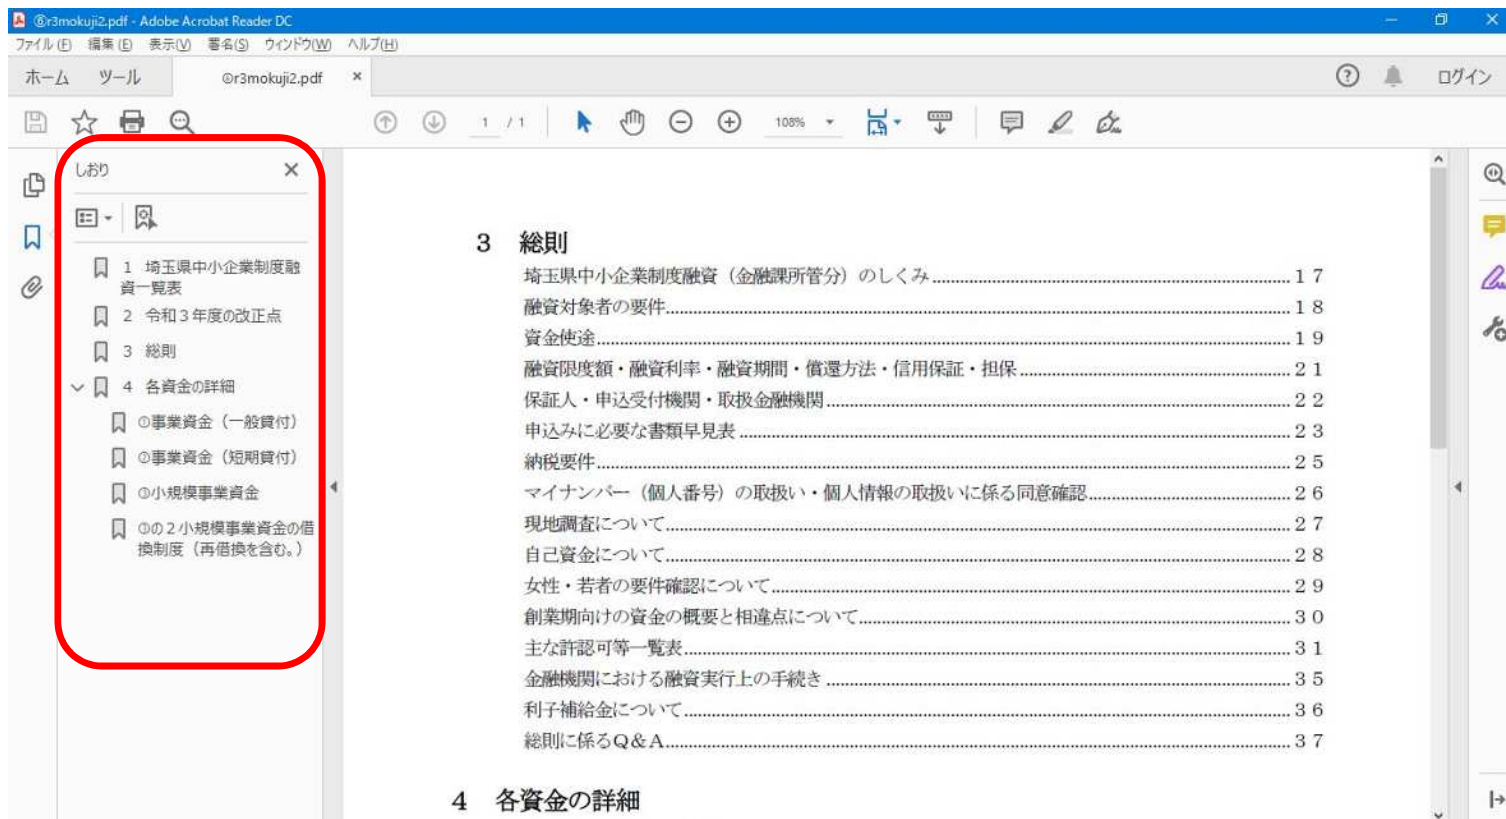 ⑥r3mokuji2.pdf - Adobe Acrobat Reader DC
ファイル(F) 編集(E) 表示(V) 署名(S) ウィンドウ(W) ヘルプ(H)
ホーム ツール ①r3mokuji2.pdf × ログイン
1 / 1 108%
しおり
1 埼玉県中小企業制度融
資一覧表
2 令和3年度の改正点
3 総則
4 各資金の詳細
①事業資金(一般貸付)
②事業資金(短期貸付)
③小規模事業資金
③の2小規模事業資金の借
換制度(再借換を含む。)
3 総則
埼玉県中小企業制度融資(金融課所管分)のしくみ 17
融資対象者の要件 18
資金使途 19
融資限度額・融資利率・融資期間・償還方法・信用保証・担保 21
保証人・申込受付機関・取扱金融機関 22
申込みに必要な書類早見表 23
納税要件 25
マイナンバー(個人番号)の取扱い・個人情報の取扱いに係る同意確認 26
現地調査について 27
自己資金について 28
女性・若者の要件確認について 29
創業期向けの資金の概要と相違点について 30
主な許認可等一覧表 31
金融機関における融資実行上の手続き 35
利子補給金について 36
総則に係るQ&A 37
4 各資金の詳細